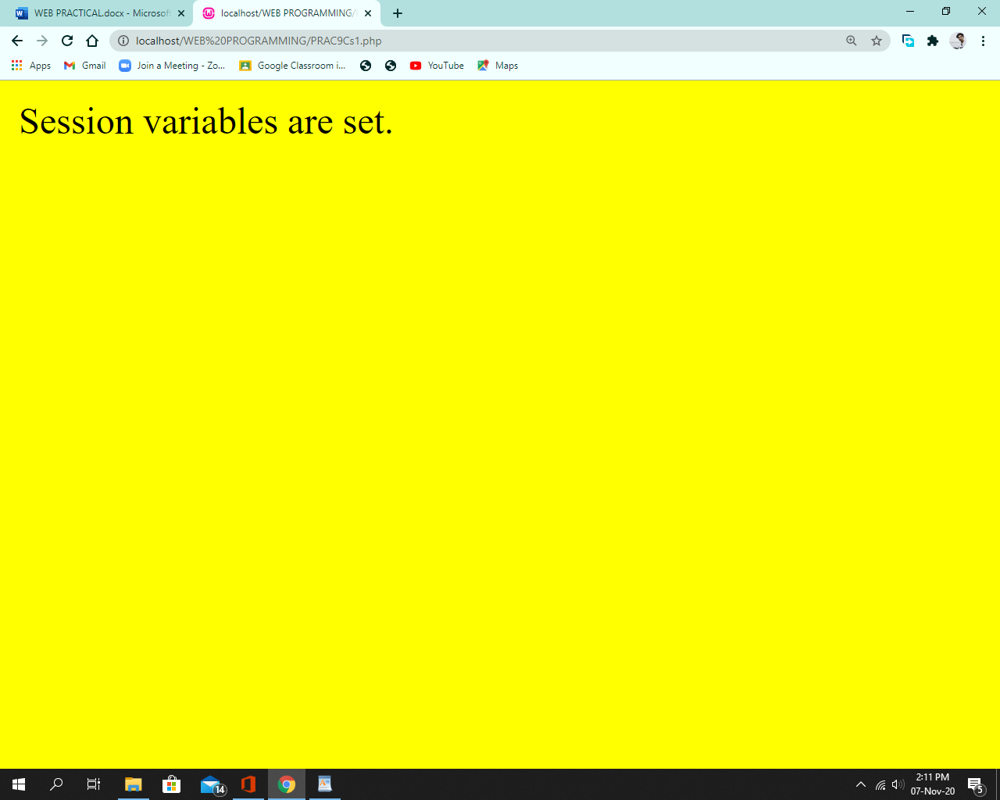 WEB PRACTICAL.docx - Microsof
localhost/WEB PROGRAMMING/
localhost/WEB%20PROGRAMMING/PRAC9Cs1.php
Apps
Gmail
Join a Meeting - Zo...
Google Classroom i...
YouTube
Maps
Session variables are set.
14
2:11 PM
07-Nov-20
5